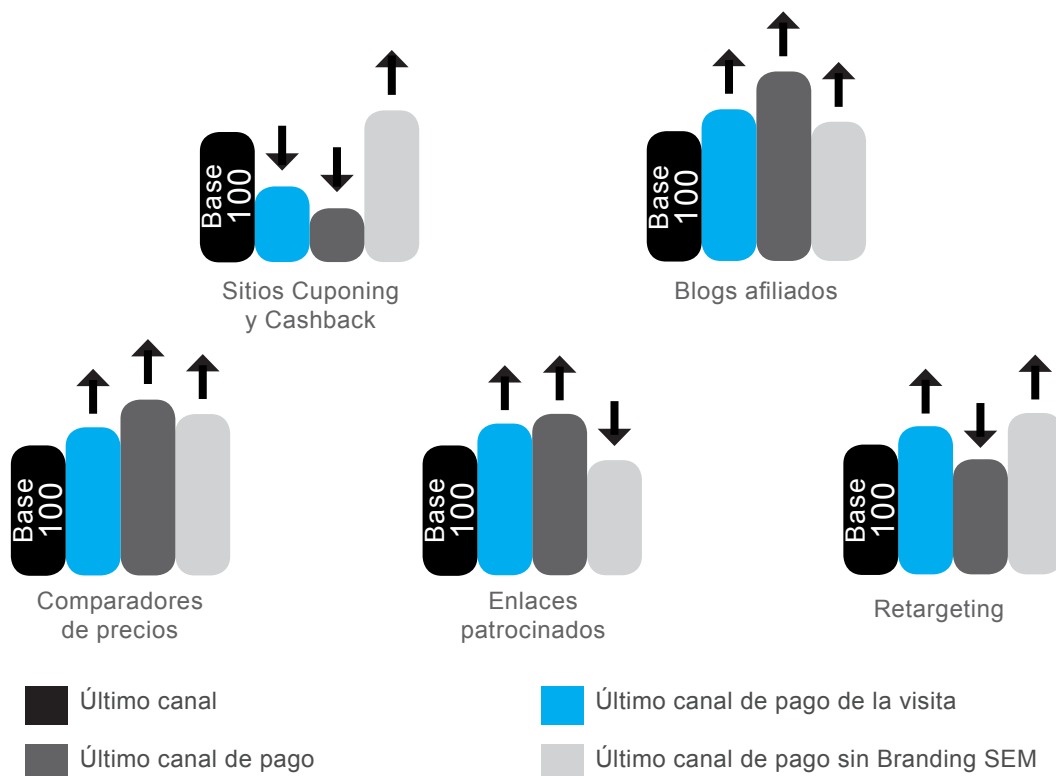 Base
100
Sitios Cuponing
y Cashback
Base
100
Blogs afiliados
Base
100
Comparadores
de precios
Base
100
Enlaces
patrocinados
Base
100
Retargeting
Último canal
Último canal de pago de la visita
Último canal de pago
Último canal de pago sin Branding SEM